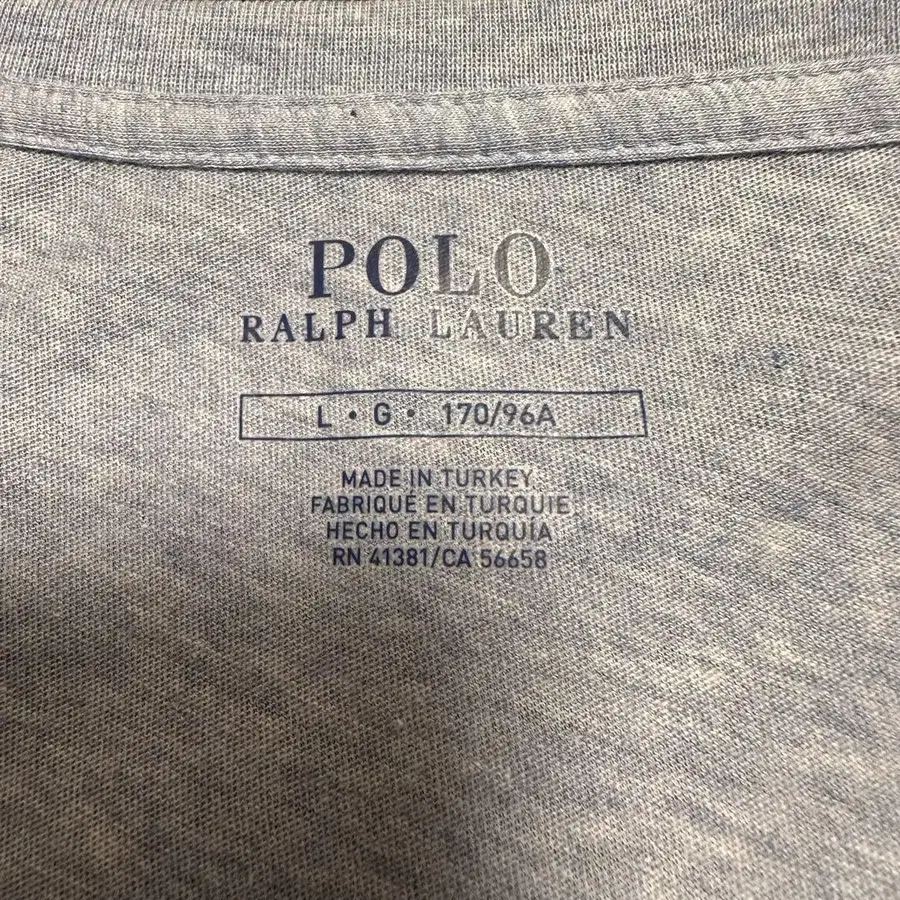 POLO
RALPH LAUREN
L • G • 170/96A
MADE IN TURKEY
FABRIQUÉ EN TURQUIE
HECHO EN TURQUÍA
RN 41381/CA 56658